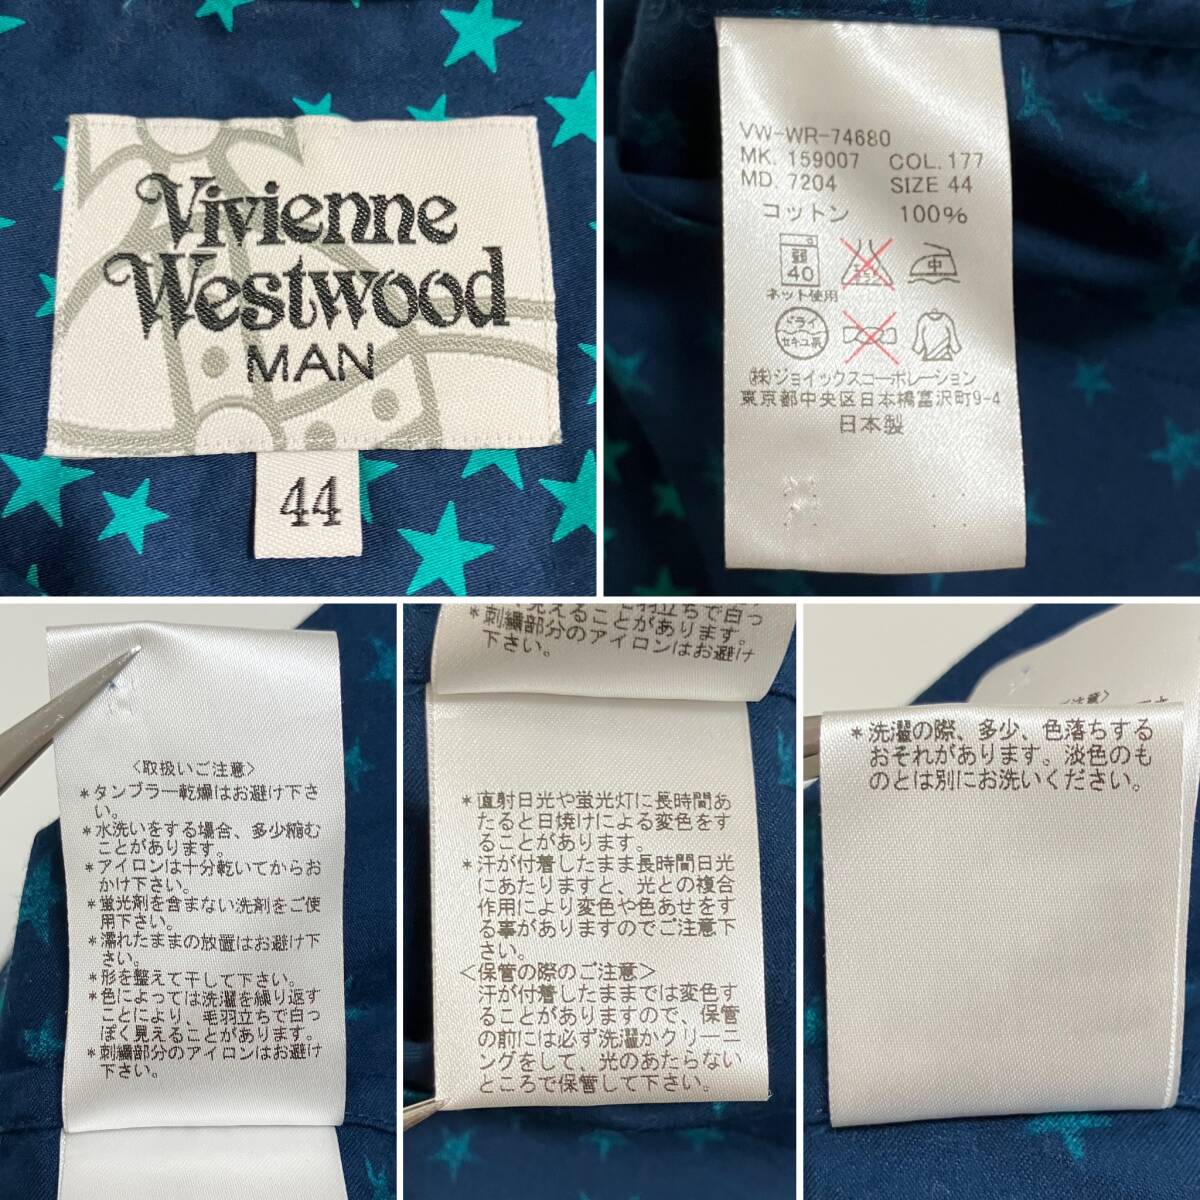 Vivienne
Westwood
MAN
44
VW-WR-74680
MK. 159007 COL. 177
MD. 7204 SIZE 44
コットン 100%
弱
40
エンソ
サラシ
中
ネット使用
ドライ
セキユ系
㈱ジョイックスコーポレーション
東京都中央区日本橋富沢町9-4
日本製
〈取扱いご注意〉
*タンブラー乾燥はお避け下さ
い。
*水洗いをする場合、多少縮む
ことがあります。
*アイロンは十分乾いてからお
かけ下さい。
*蛍光剤を含まない洗剤をご使
用下さい。
*濡れたままの放置はお避け下
さい。
*形を整えて干して下さい。
*色によっては洗濯を繰り返す
ことにより、毛羽立ちで白っ
ぽく見えることがあります。
*刺繍部分のアイロンはお避け
下さい。
羽立ちで白っ
見えることがあります。
*刺繍部分のアイロンはお避け
下さい。
*直射日光や蛍光灯に長時間あ
たると日焼けによる変色をす
ることがあります。
*汗が付着したまま長時間日光
にあたりますと、光との複合
作用により変色や色あせをす
る事がありますのでご注意下
さい。
<保管の際のご注意>
汗が付着したままでは変色す
ることがありますので、保管
の前には必ず洗濯かクリーニ
ングをして、光のあたらない
ところで保管して下さい。
ご注意〉
*洗濯の際、多少、色落ちする
おそれがあります。淡色のも
のとは別にお洗いください。